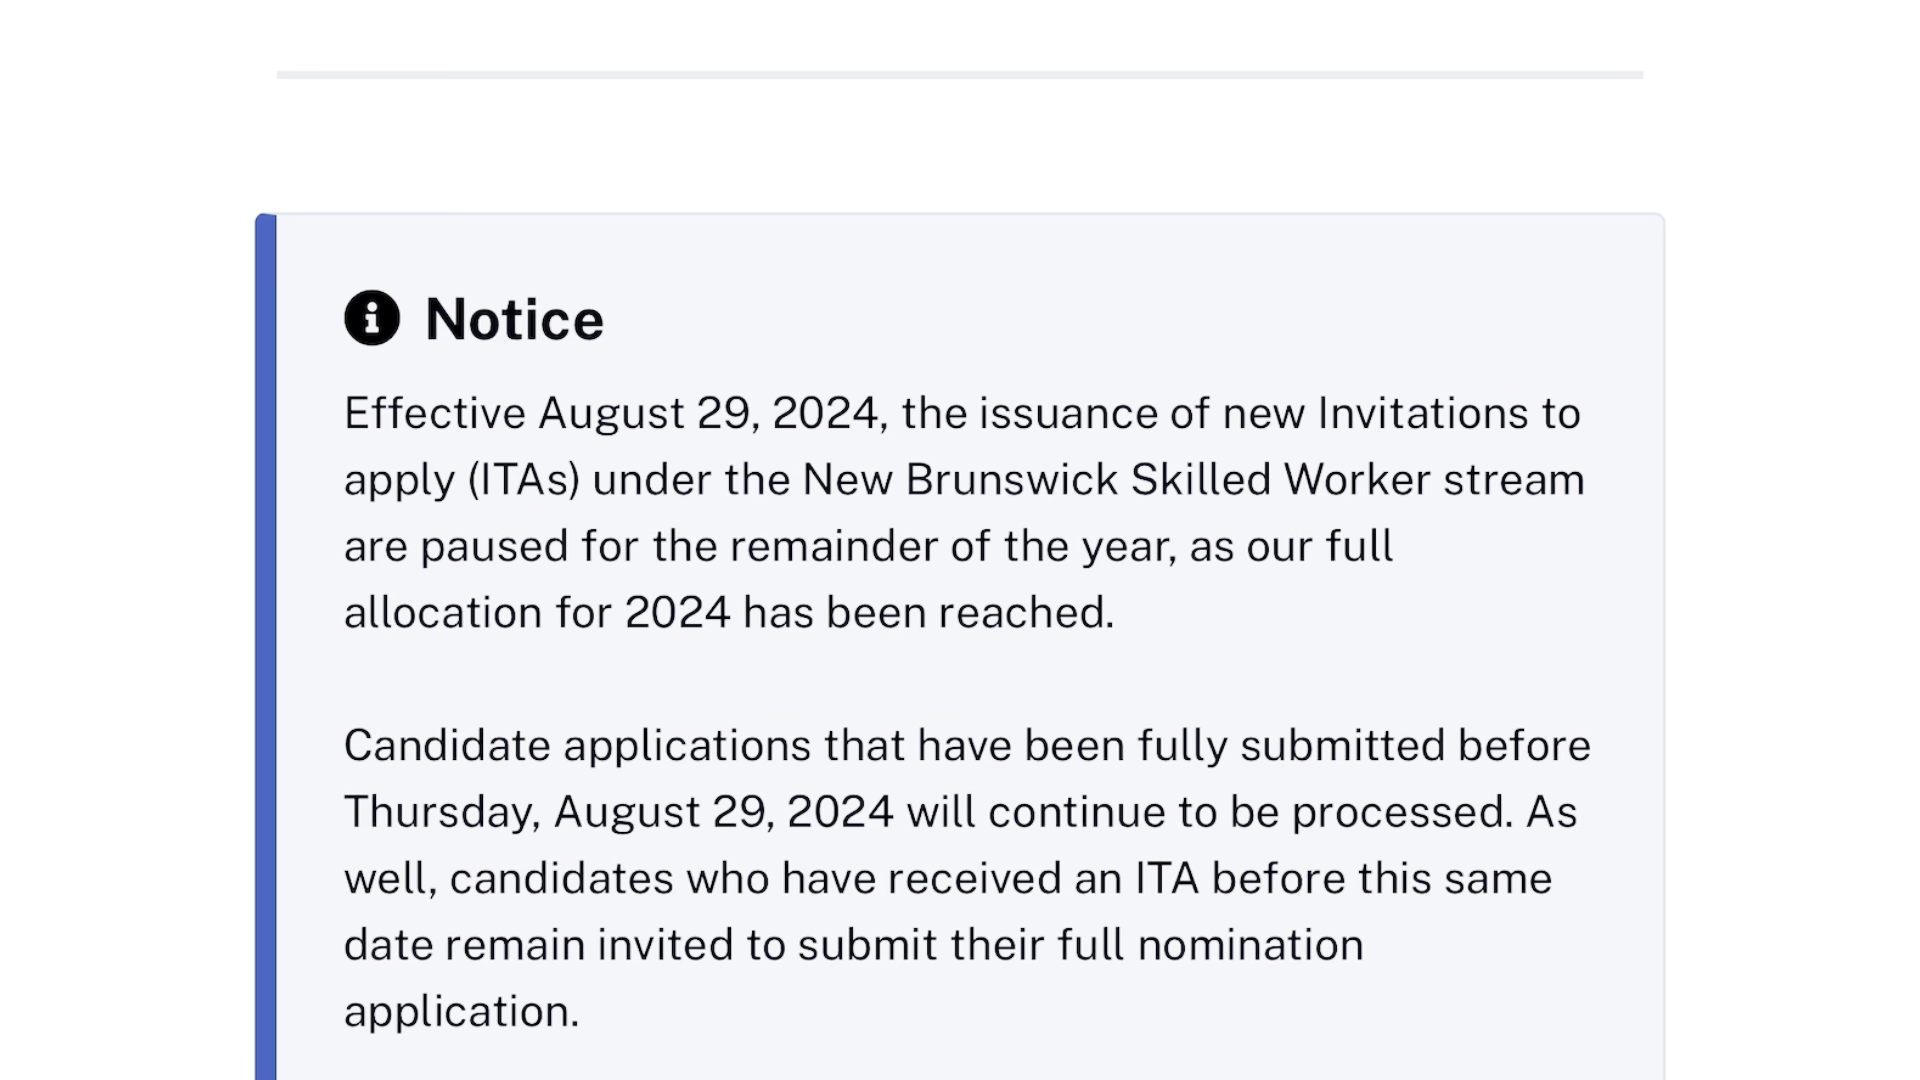 Notice
Effective August 29, 2024, the issuance of new Invitations to
apply (ITAs) under the New Brunswick Skilled Worker stream
are paused for the remainder of the year, as our full
allocation for 2024 has been reached.
Candidate applications that have been fully submitted before
Thursday, August 29, 2024 will continue to be processed. As
well, candidates who have received an ITA before this same
date remain invited to submit their full nomination
application.